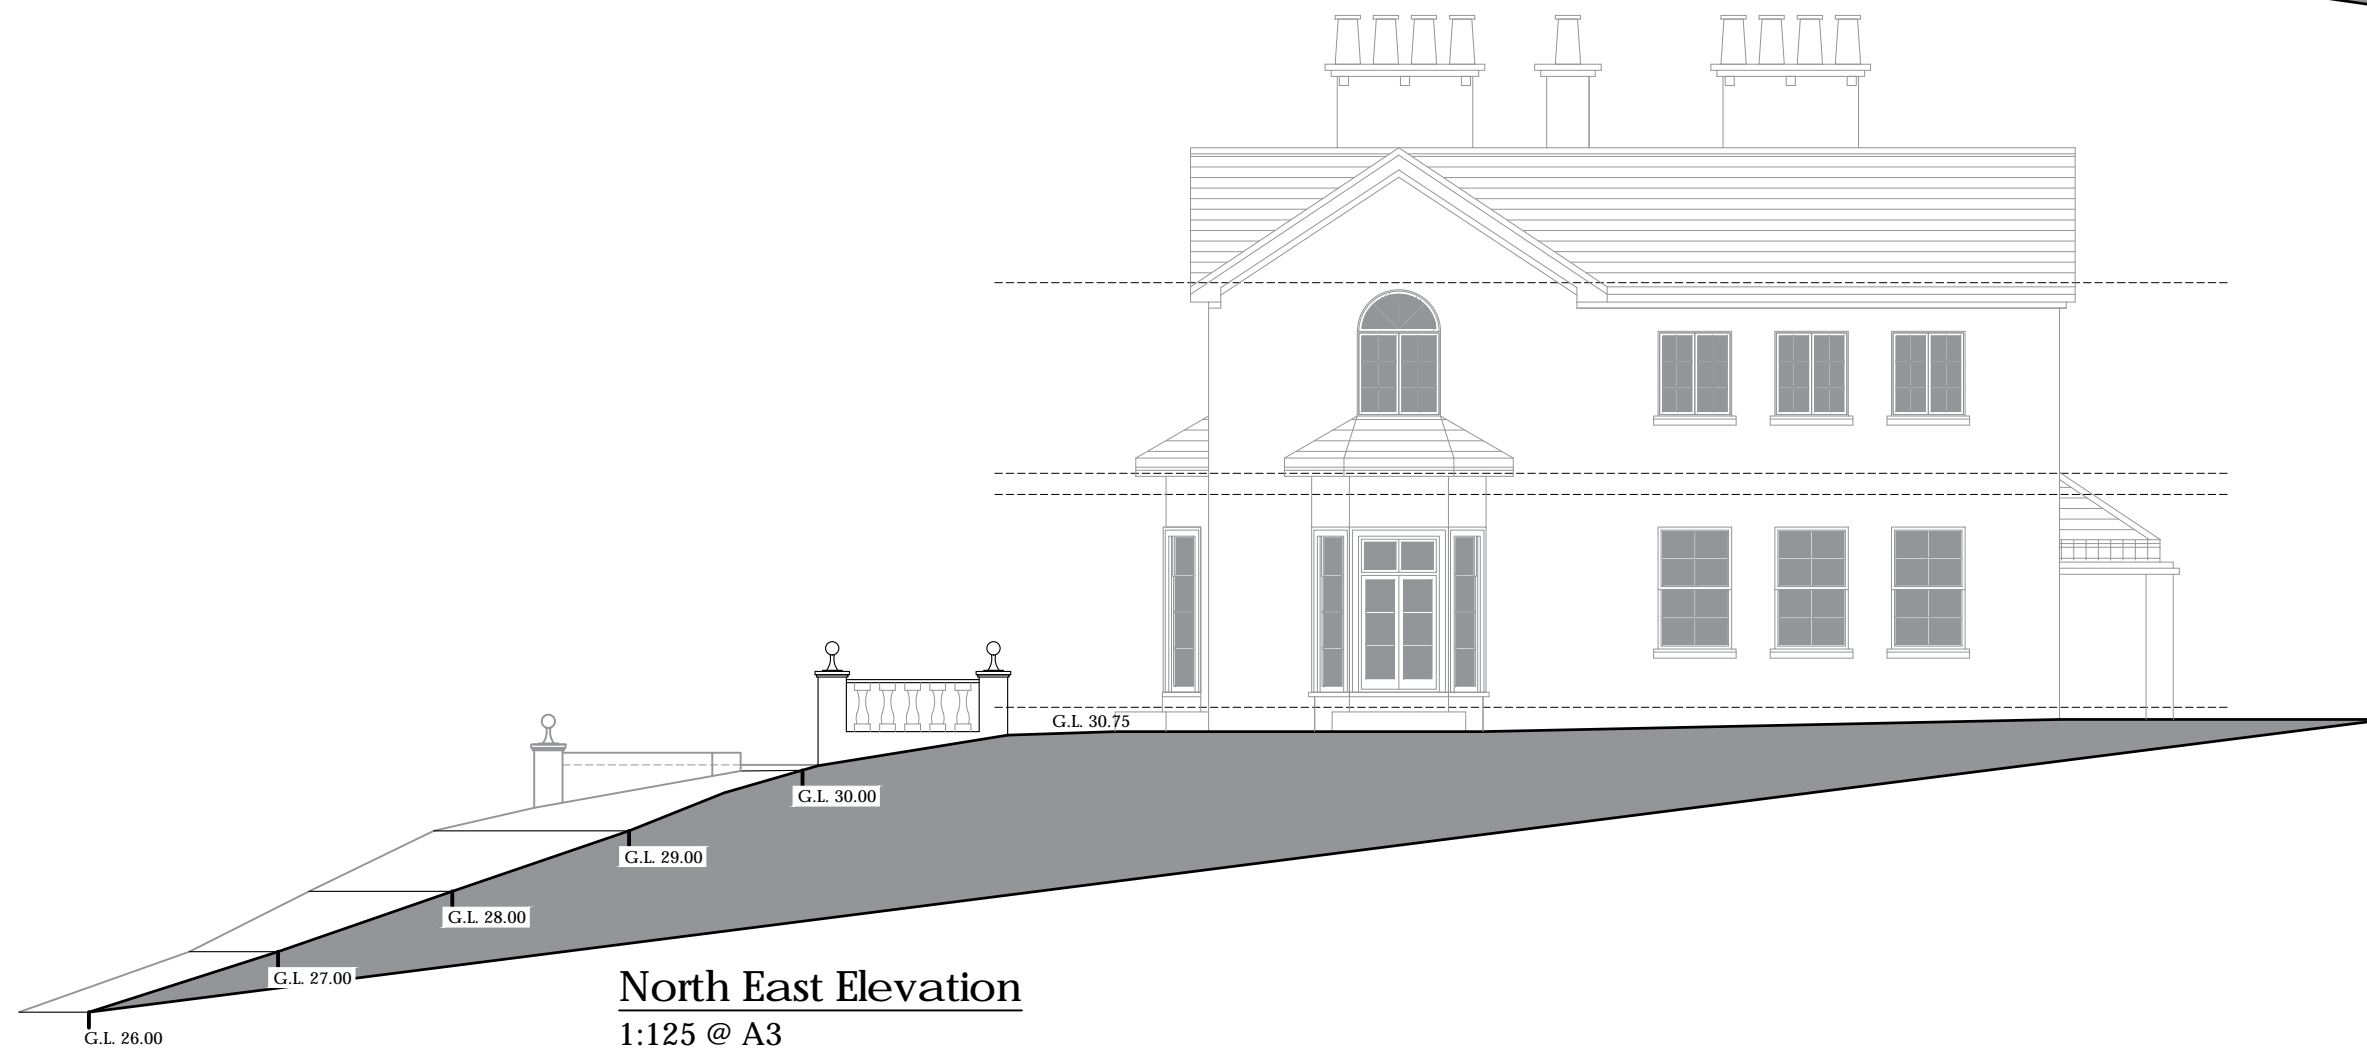 G.L. 30.75
G.L. 30.00
G.L. 29.00
G.L. 28.00
G.L. 27.00
G.L. 26.00
North East Elevation
1:125 @ A3